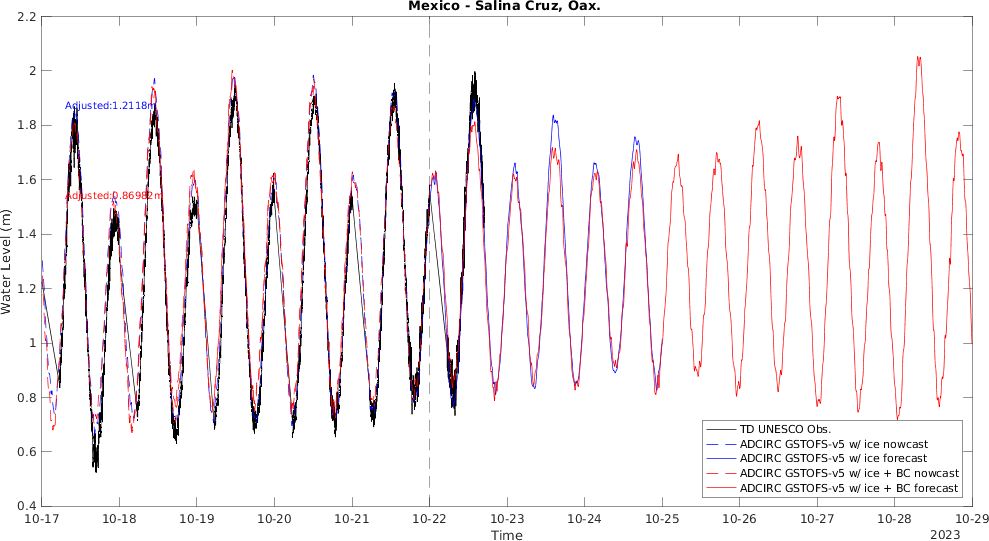 Mexico - Salina Cruz, Oax.
2.2
2
1.8
1.6
1.4
1.2
1
0.8
0.6
0.4
Water Level (m)
Adjusted:1.2118m
Adjusted:0.86982m
TD UNESCO Obs.
ADCIRC GSTOFS-v5 w/ ice nowcast
ADCIRC GSTOFS-v5 w/ ice forecast
ADCIRC GSTOFS-v5 w/ ice + BC nowcast
ADCIRC GSTOFS-v5 w/ ice + BC forecast
10-17 10-18 10-19 10-20 10-21 10-22 10-23 10-24 10-25 10-26 10-27 10-28 10-29
Time
2023